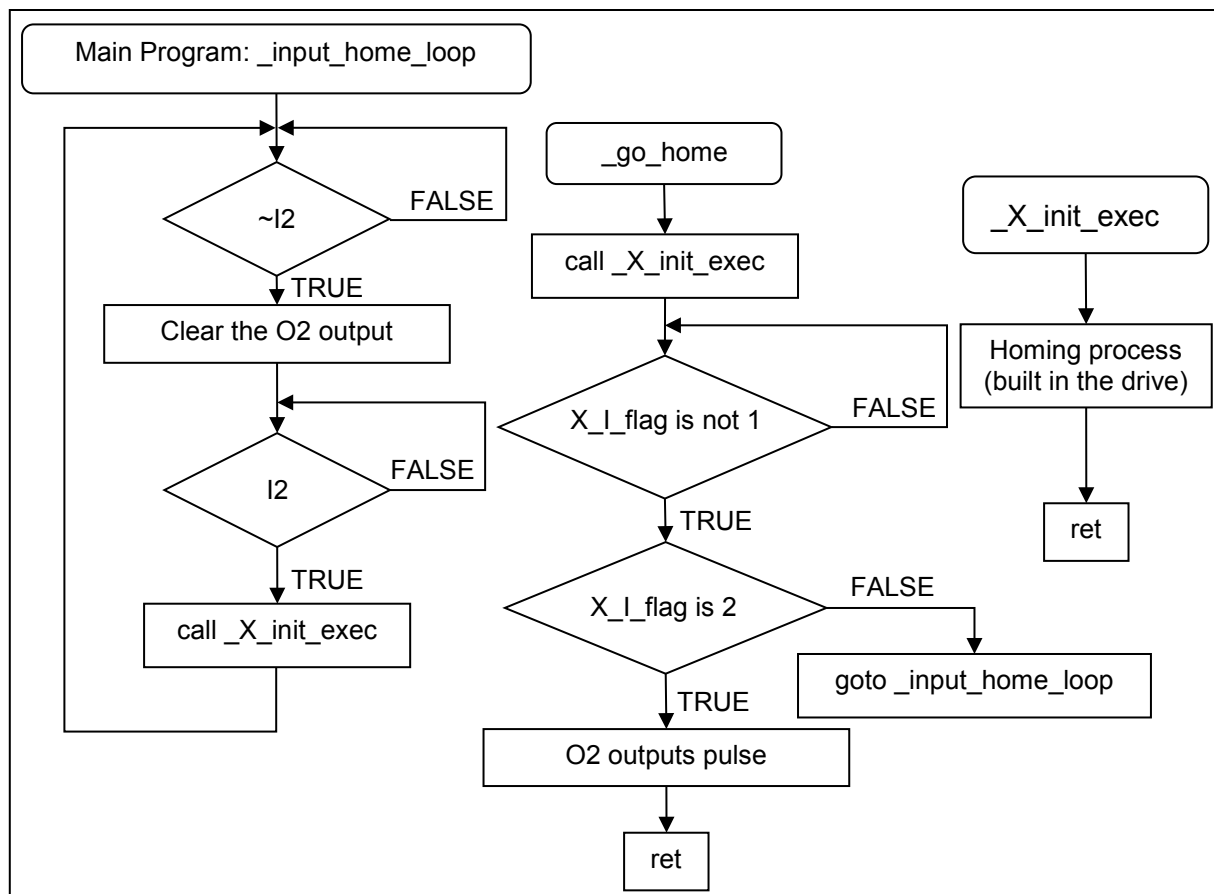 Main Program: _input_home_loop
~I2
FALSE
TRUE
Clear the O2 output
I2
FALSE
TRUE
call _X_init_exec
_go_home
call _X_init_exec
X_I_flag is not 1
FALSE
TRUE
X_I_flag is 2
FALSE
goto _input_home_loop
TRUE
O2 outputs pulse
ret
_X_init_exec
Homing process
(built in the drive)
ret